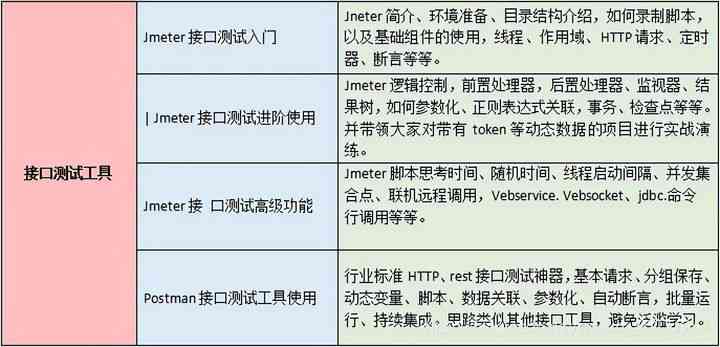 接口测试工具
Jmeter 接口测试入门
Jneter 简介、环境准备、目录结构介绍，如何录制脚本，
以及基础组件的使用，线程、作用域、HTTP 请求、定时
器、断言等等。
| Jmeter 接口测试进阶使用
Jmeter 逻辑控制，前置处理器，后置处理器、监视器、结
果树，如何参数化、正则表达式关联，事务、检查点等等。
并带领大家对带有 token 等动态数据的项目进行实战演
练。
Jmeter 接 口测试高级功能
Jmeter 脚本思考时间、随机时间、线程启动间隔、并发集
合点、联机远程调用，Vebservice. Vebsocket、jdbc.命令
行调用等等。
Postman 接口测试工具使用
行业标准 HTTP、rest 接口测试神器，基本请求、分组保存、
动态变量、脚本、数据关联、参数化、自动断言，批量运
行、持续集成。思路类似其他接口工具，避免泛滥学习。